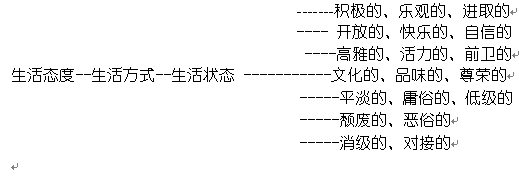 -------积极的、乐观的、进取的
---- 开放的、快乐的、自信的
----高雅的、活力的、前卫的
生活态度--生活方式--生活状态 -----------文化的、品味的、尊荣的
-----平淡的、庸俗的、低级的
-----颓废的、恶俗的
-----消级的、对接的